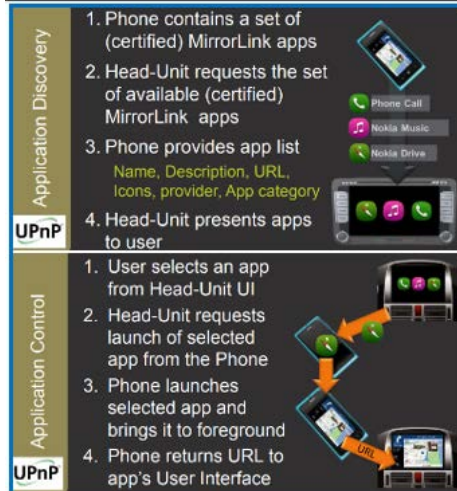 Application Discovery
UPnP
1. Phone contains a set of
(certified) MirrorLink apps
2. Head-Unit requests the set
of available (certified)
MirrorLink apps
3. Phone provides app list
Name, Description, URL,
Icons, provider, App category
4. Head-Unit presents apps
to user
Phone Call
Nokia Music
Nokia Drive
Application Control
UPnP
1. User selects an app
from Head-Unit UI
2. Head-Unit requests
launch of selected
app from the Phone
3. Phone launches
selected app and
brings it to foreground
4. Phone returns URL to
app's User Interface
URL